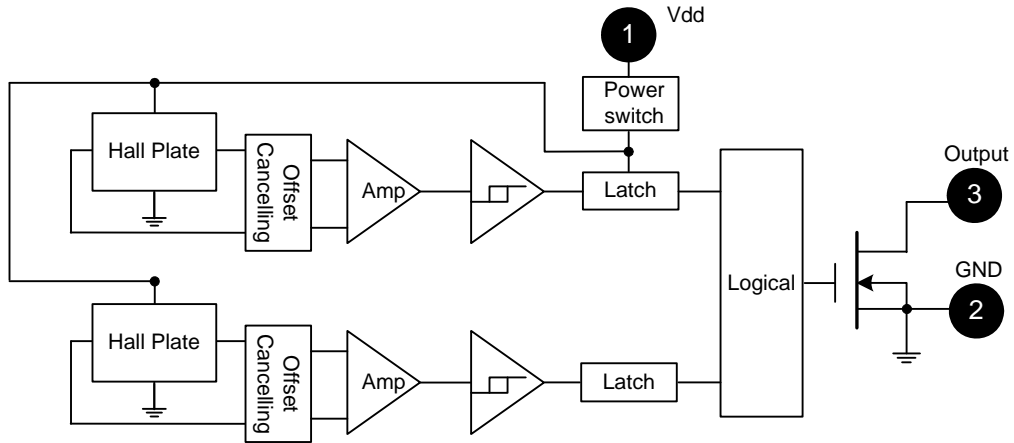 1
Vdd
Power
switch
Hall Plate
Offset
Cancelling
Amp
Latch
Output
3
Logical
GND
2
Hall Plate
Offset
Cancelling
Amp
Latch